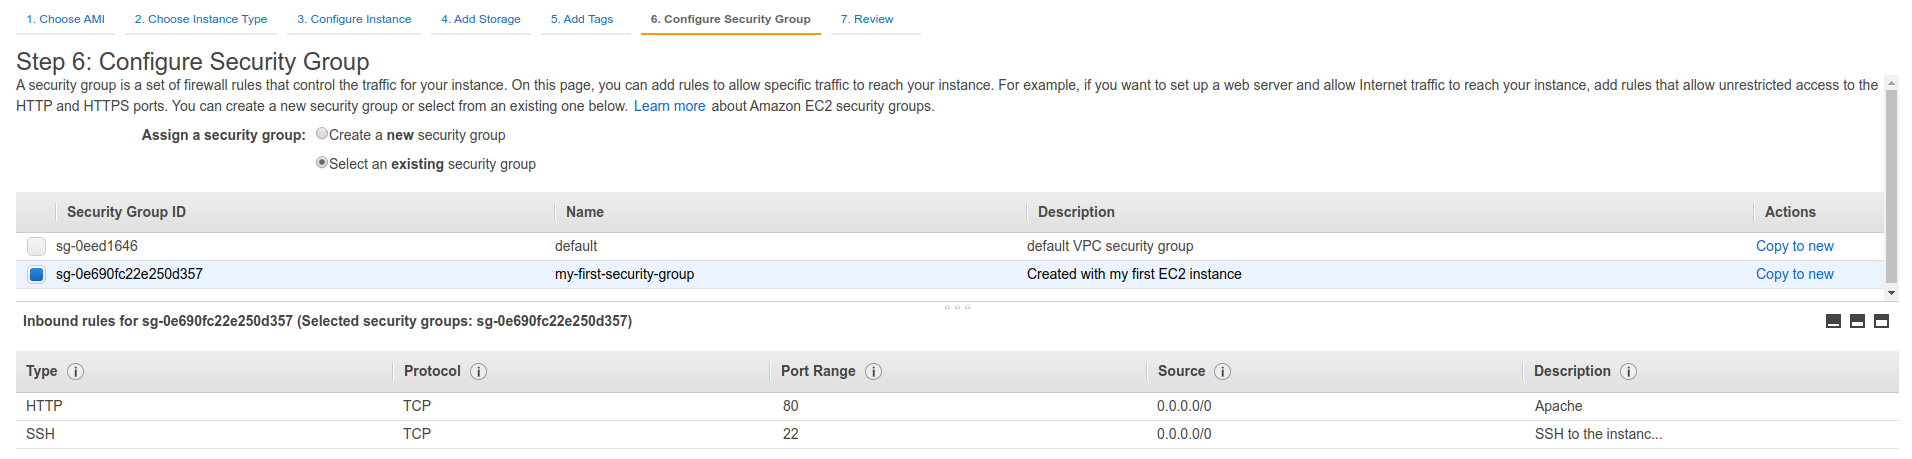 1. Choose AMI 2. Choose Instance Type 3. Configure Instance 4. Add Storage 5. Add Tags 6. Configure Security Group 7. Review
Step 6: Configure Security Group
A security group is a set of firewall rules that control the traffic for your instance. On this page, you can add rules to allow specific traffic to reach your instance. For example, if you want to set up a web server and allow Internet traffic to reach your instance, add rules that allow unrestricted access to the
HTTP and HTTPS ports. You can create a new security group or select from an existing one below. Learn more about Amazon EC2 security groups.
Assign a security group: Create a new security group
Select an existing security group
Security Group ID Name Description Actions
sg-0eed1646 default default VPC security group Copy to new
sg-0e690fc22e250d357 my-first-security-group Created with my first EC2 instance Copy to new
Inbound rules for sg-0e690fc22e250d357 (Selected security groups: sg-0e690fc22e250d357)
Type i Protocol i Port Range i Source i Description i
HTTP TCP 80 0.0.0.0/0 Apache
SSH TCP 22 0.0.0.0/0 SSH to the instanc...